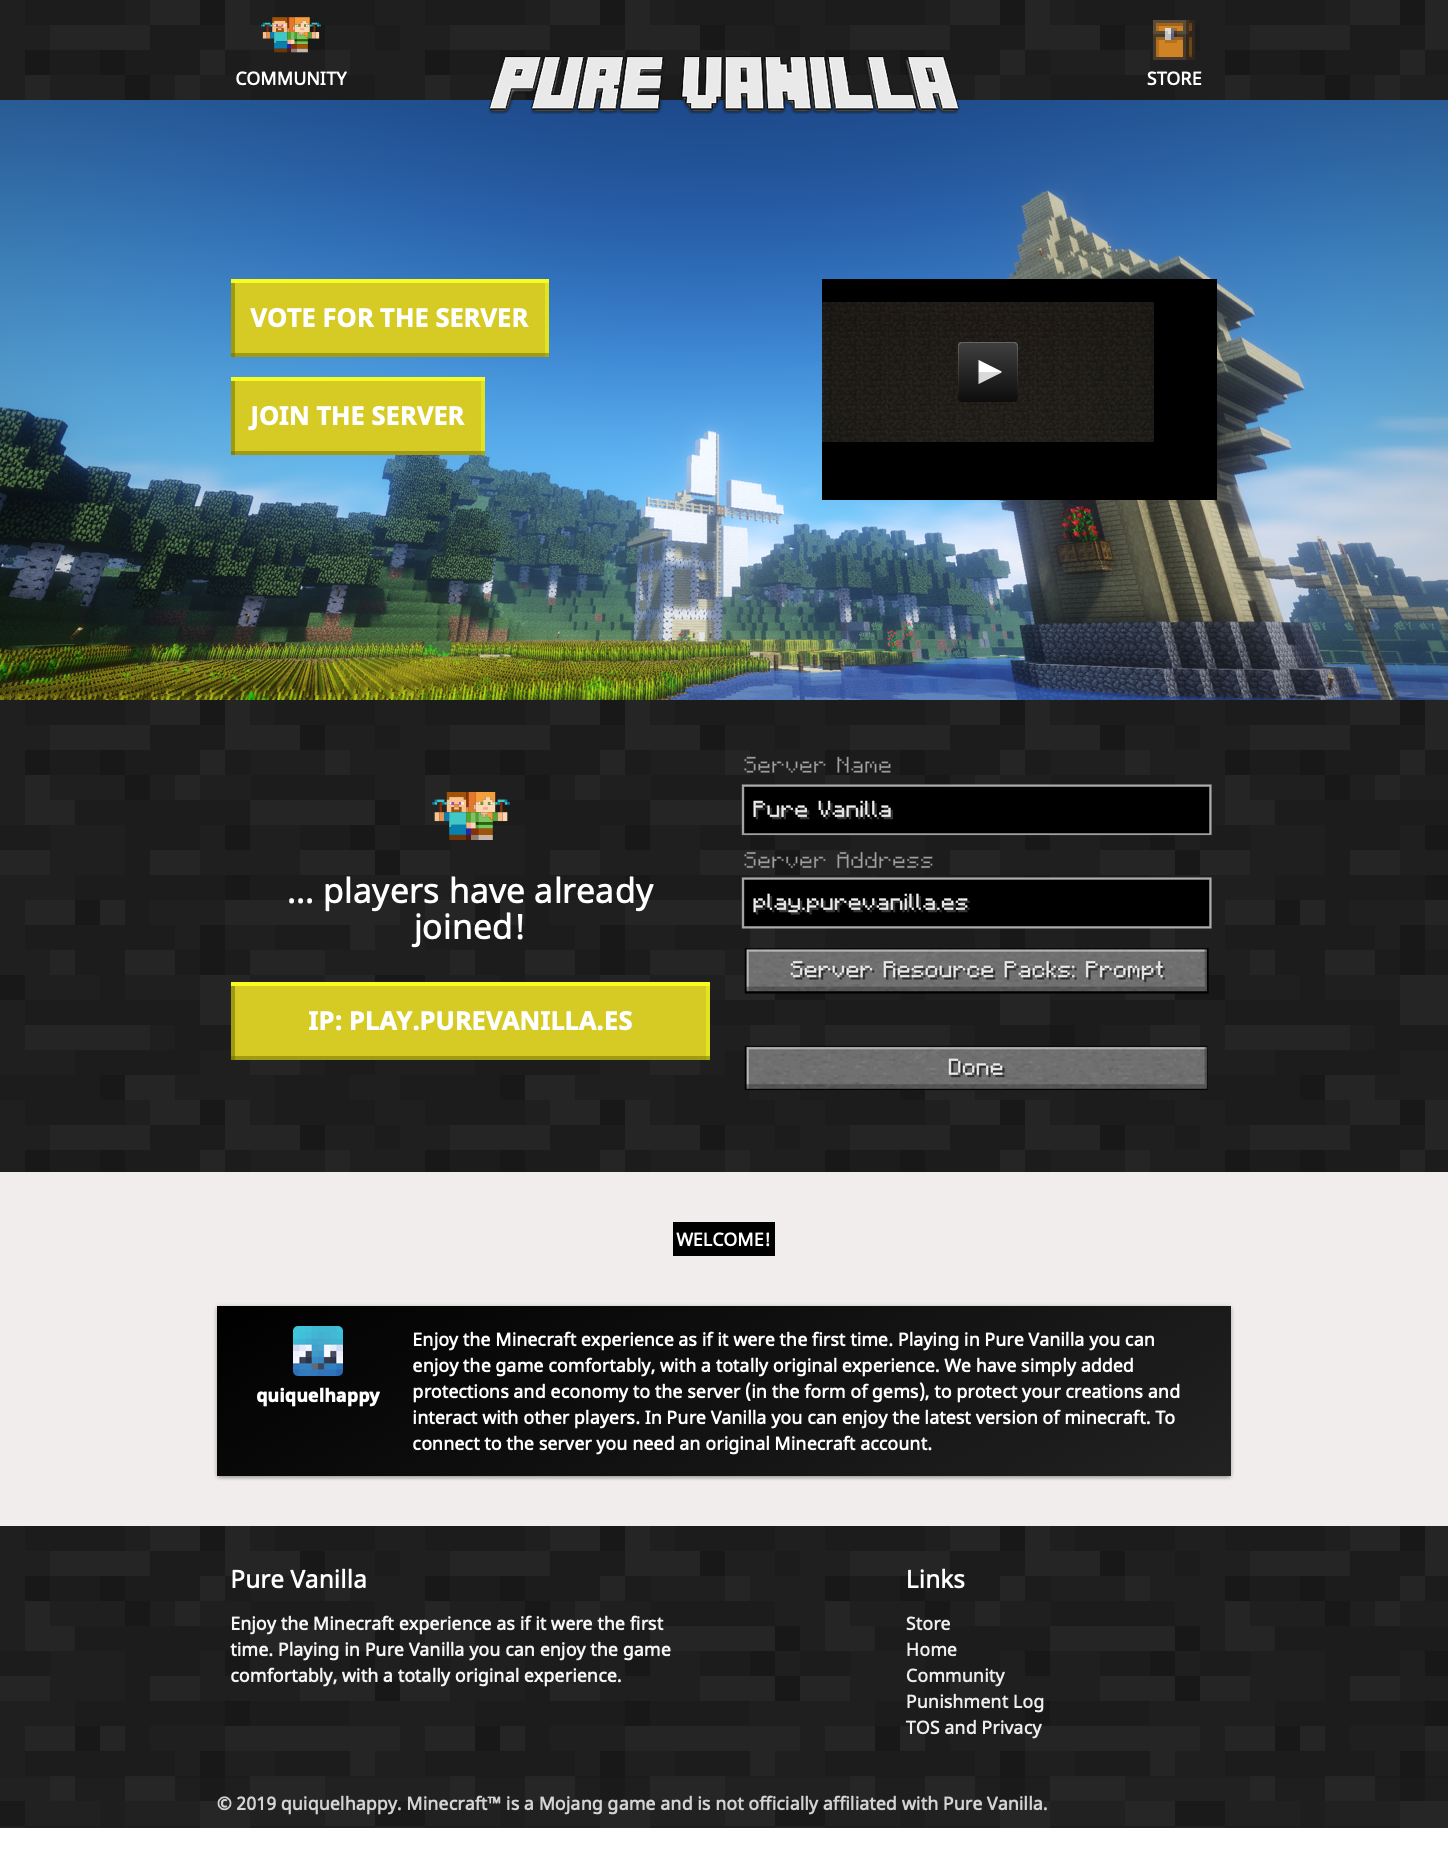 COMMUNITY
PURE VANILLA
STORE
VOTE FOR THE SERVER
JOIN THE SERVER
... players have already
joined!
IP: PLAY.PUREVANILLA.ES
Server Name
Pure Vanilla
Server Address
play.purevanilla.es
Server Resource Packs: Prompt
Done
WELCOME!
quiquelhappy
Enjoy the Minecraft experience as if it were the first time. Playing in Pure Vanilla you can
enjoy the game comfortably, with a totally original experience. We have simply added
protections and economy to the server (in the form of gems), to protect your creations and
interact with other players. In Pure Vanilla you can enjoy the latest version of minecraft. To
connect to the server you need an original Minecraft account.
Pure Vanilla
Enjoy the Minecraft experience as if it were the first
time. Playing in Pure Vanilla you can enjoy the game
comfortably, with a totally original experience.
Links
Store
Home
Community
Punishment Log
TOS and Privacy
© 2019 quiquelhappy. Minecraft™ is a Mojang game and is not officially affiliated with Pure Vanilla.